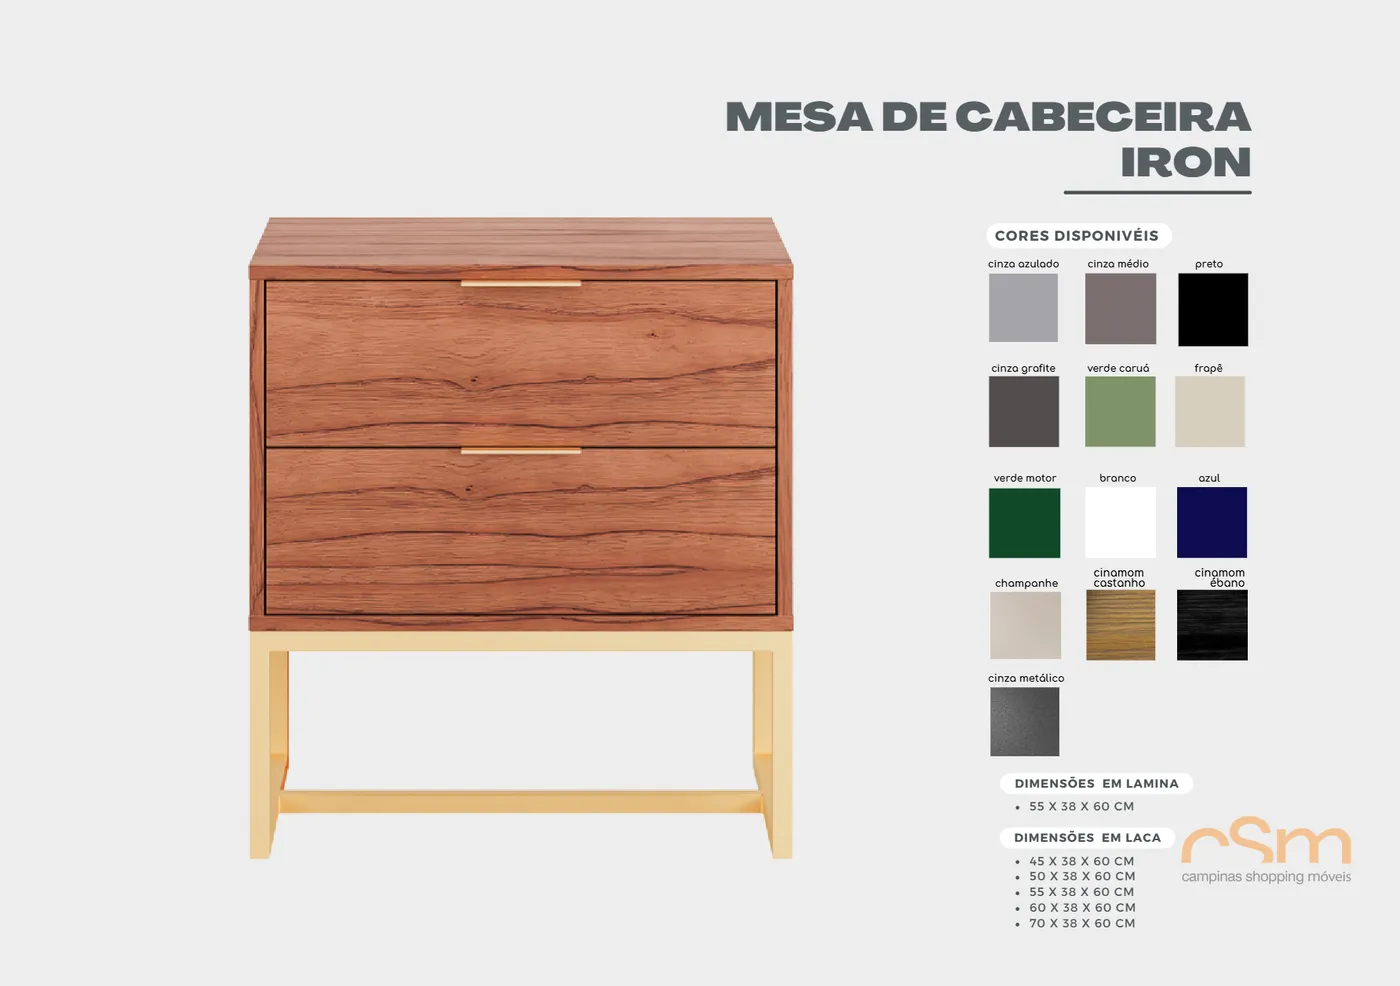 MESA DE CABECEIRA
IRON
CORES DISPONIVÉIS
cinza azulado
cinza médio
preto
cinza grafite
verde caruá
frapê
verde motor
branco
azul
champanhe
cinamom
castanho
cinamom
ébano
cinza metálico
DIMENSÕES EM LAMINA
• 55 X 38 X 60 CM
DIMENSÕES EM LACA
• 45 X 38 X 60 CM
• 50 X 38 X 60 CM
• 55 X 38 X 60 CM
• 60 X 38 X 60 CM
• 70 X 38 X 60 CM
csm
campinas shopping móveis